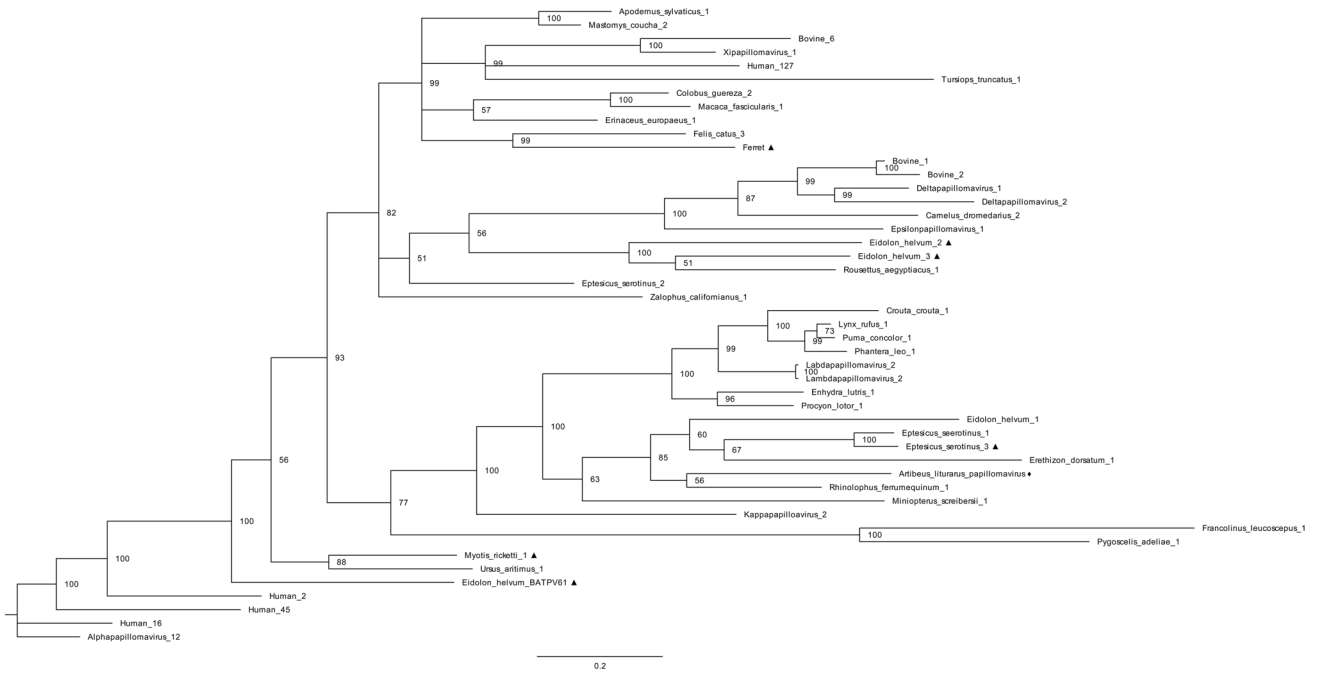 Apodemus_sylvaticus_1
100
Mastomys_coucha_2
Bovine_6
100
Xipapillomavirus_1
99
Human_127
Tursiops_truncatus_1
99
Colobus_guereza_2
100
Macaca_fascicularis_1
57
Erinaceus_europaeus_1
Felis_catus_3
99
Ferret ▲
Bovine_1
100
Bovine_2
99
Deltapapillomavirus_1
99
Deltapapillomavirus_2
87
Camelus_dromedarius_2
100
Epsilonpapillomavirus_1
82
56
Eidolon_helvum_2 ▲
100
Eidolon_helvum_3 ▲
51
51
Rousettus_aegyptiacus_1
Eptesicus_serotinus_2
Zalophus_californianus_1
Crouta_crouta_1
100
Lynx_rufus_1
73
Puma_concolor_1
99
99
Phantera_leo_1
93
Labdapapillomavirus_2
100
100
Lambdapapillomavirus_2
Enhydra_lutris_1
96
Procyon_lotor_1
Eidolon_helvum_1
100
60
Eptesicus_seerotinus_1
100
Eptesicus_serotinus_3 ▲
67
85
Erethizon_dorsatum_1
56
100
63
Artibeus_liturarus_papillomavirus ♦
56
Rhinolophus_ferrumequinum_1
Miniopterus_screibersii_1
77
Kappapapilloavirus_2
100
Francolinus_leucoscepus_1
100
Pygoscelis_adeliae_1
100
Myotis_ricketti_1 ▲
88
Ursus_aritimus_1
100
Eidolon_helvum_BATPV61 ▲
Human_2
Human_45
Human_16
Alphapapillomavirus_12
0.2